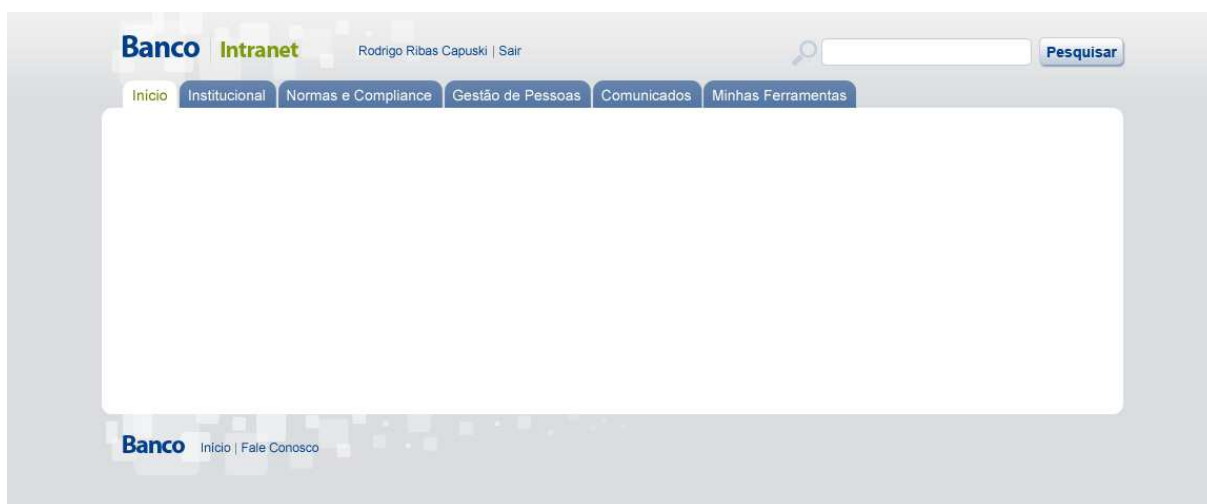 Banco Intranet Rodrigo Ribas Capuski | Sair Pesquisar
Início Institucional Normas e Compliance Gestão de Pessoas Comunicados Minhas Ferramentas
Banco Início | Fale Conosco